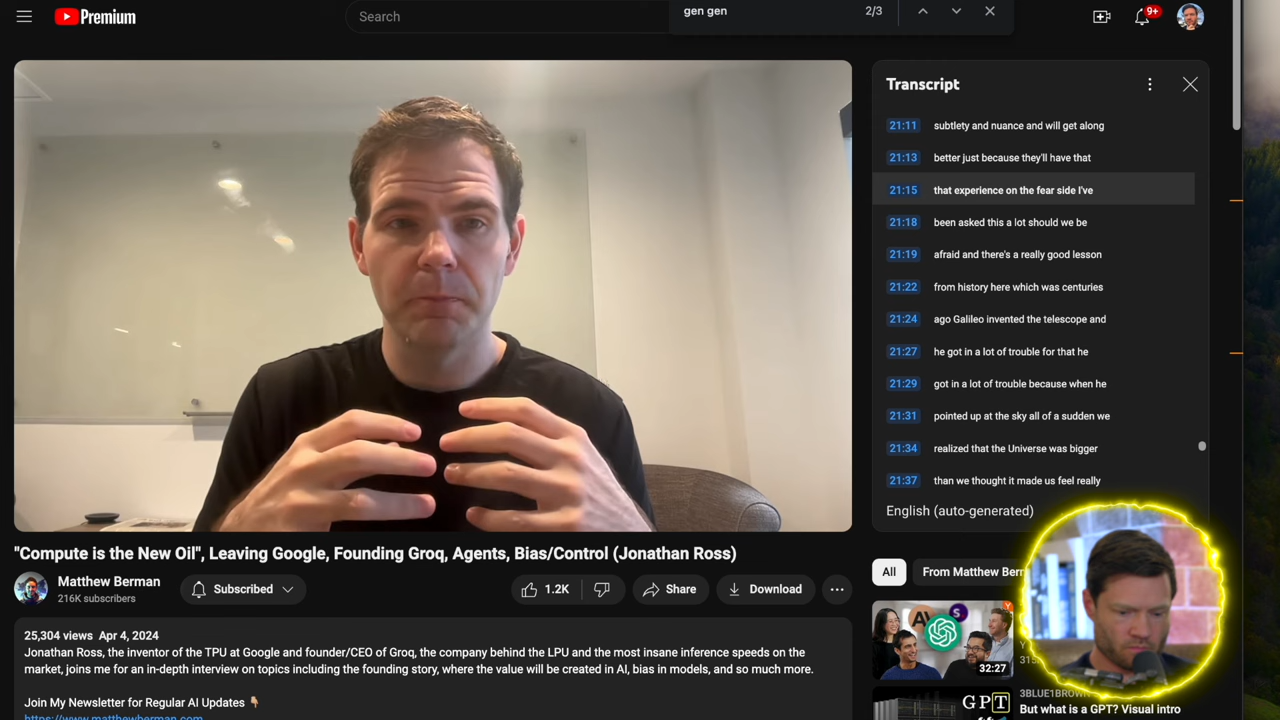 Premium
Search
gen gen
2/3
9+
Transcript
21:11 subtlety and nuance and will get along
21:13 better just because they'll have that
21:15 that experience on the fear side I've
21:18 been asked this a lot should we be
21:19 afraid and there's a really good lesson
21:22 from history here which was centuries
21:24 ago Galileo invented the telescope and
21:27 he got in a lot of trouble for that he
21:29 got in a lot of trouble because when he
21:31 pointed up at the sky all of a sudden we
21:34 realized that the Universe was bigger
21:37 than we thought it made us feel really
English (auto-generated)
"Compute is the New Oil", Leaving Google, Founding Groq, Agents, Bias/Control (Jonathan Ross)
Matthew Berman
216K subscribers
Subscribed
1.2K
Share
Download
25,304 views Apr 4, 2024
Jonathan Ross, the inventor of the TPU at Google and founder/CEO of Groq, the company behind the LPU and the most insane inference speeds on the
market, joins me for an in-depth interview on topics including the founding story, where the value will be created in AI, bias in models, and so much more.
Join My Newsletter for Regular AI Updates
https://www.matthewberman.com
All
From Matthew Berm
32:27
Y
315
GPT
3BLUE1BROWN
But what is a GPT? Visual intro